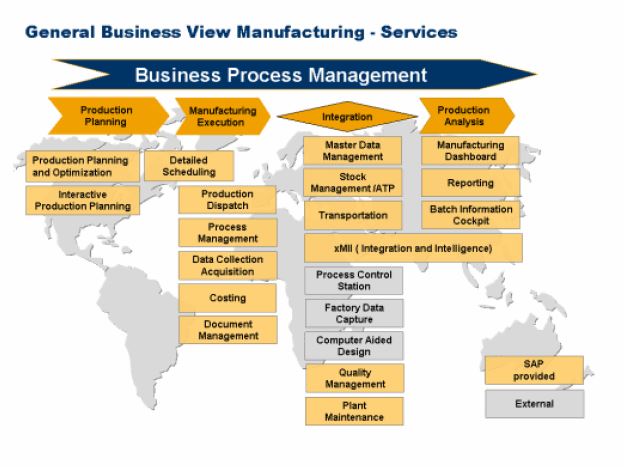 General Business View Manufacturing - Services
Business Process Management
Production
Planning
Manufacturing
Execution
Integration
Production
Analysis
Production Planning
and Optimization
Interactive
Production Planning
Detailed
Scheduling
Production
Dispatch
Process
Management
Data Collection
Acquisition
Costing
Document
Management
Master Data
Management
Stock
Management /ATP
Transportation
Manufacturing
Dashboard
Reporting
Batch Information
Cockpit
xMII ( Integration and Intelligence)
Process Control
Station
Factory Data
Capture
Computer Aided
Design
Quality
Management
Plant
Maintenance
SAP
provided
External